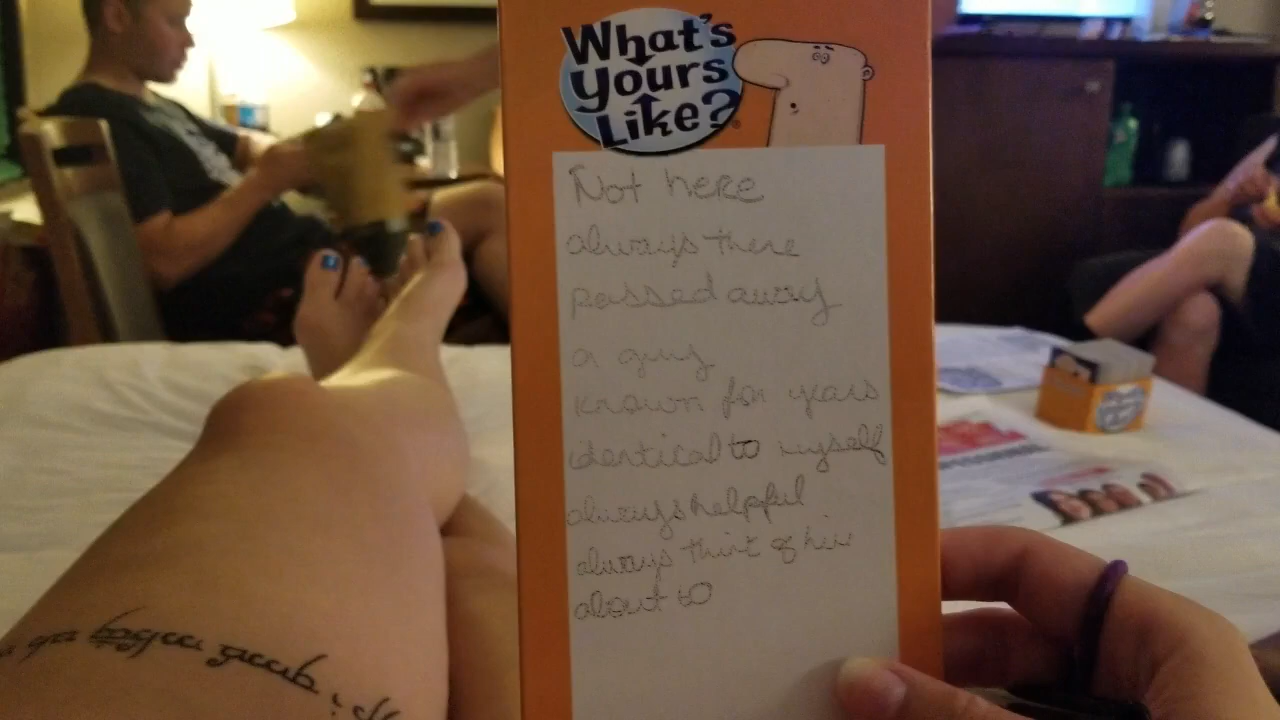 What's
Yours
Like?
Not here
always there
passed away
a guy
known for years
identical to myself
always helpful
always think of him
about 60